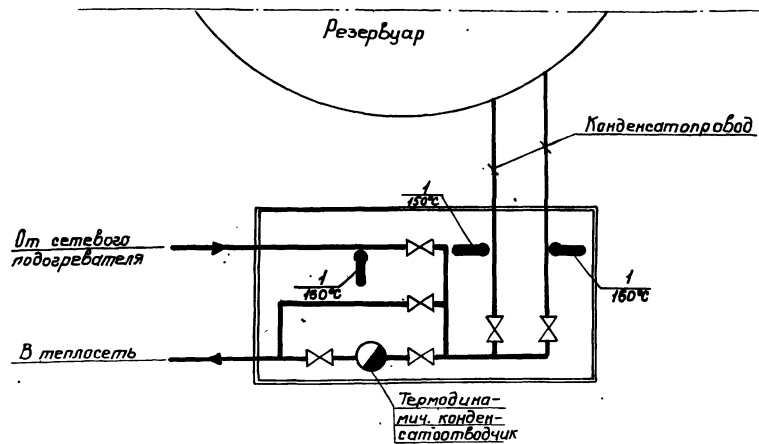 Резервуар
Конденсатопровод
1
150°С
От сетевого
подогревателя
1
160°С
1
160°С
В теплосеть
Термодина-
мич. конден-
сатоотводчик